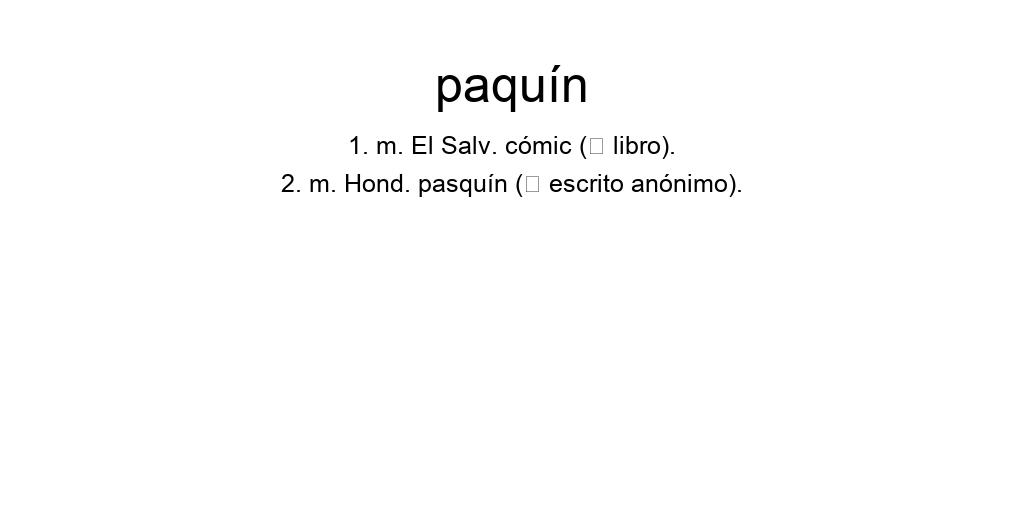 paquín
1. m. El Salv. cómic (□ libro).
2. m. Hond. pasquín (□ escrito anónimo).